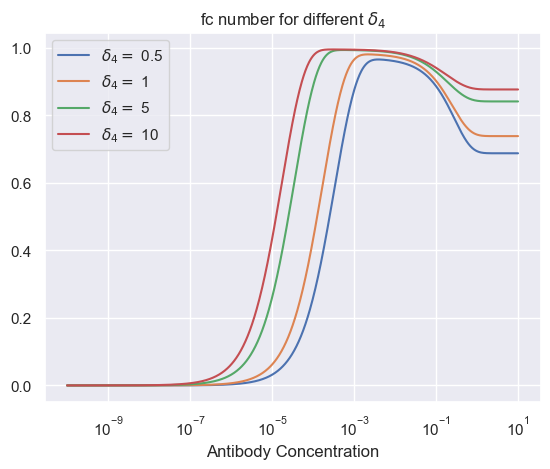 fc number for different δ₄
δ₄ = 0.5
δ₄ = 1
δ₄ = 5
δ₄ = 10
1.0
0.8
0.6
0.4
0.2
0.0
10⁻⁹ 10⁻⁷ 10⁻⁵ 10⁻³ 10⁻¹ 10¹
Antibody Concentration